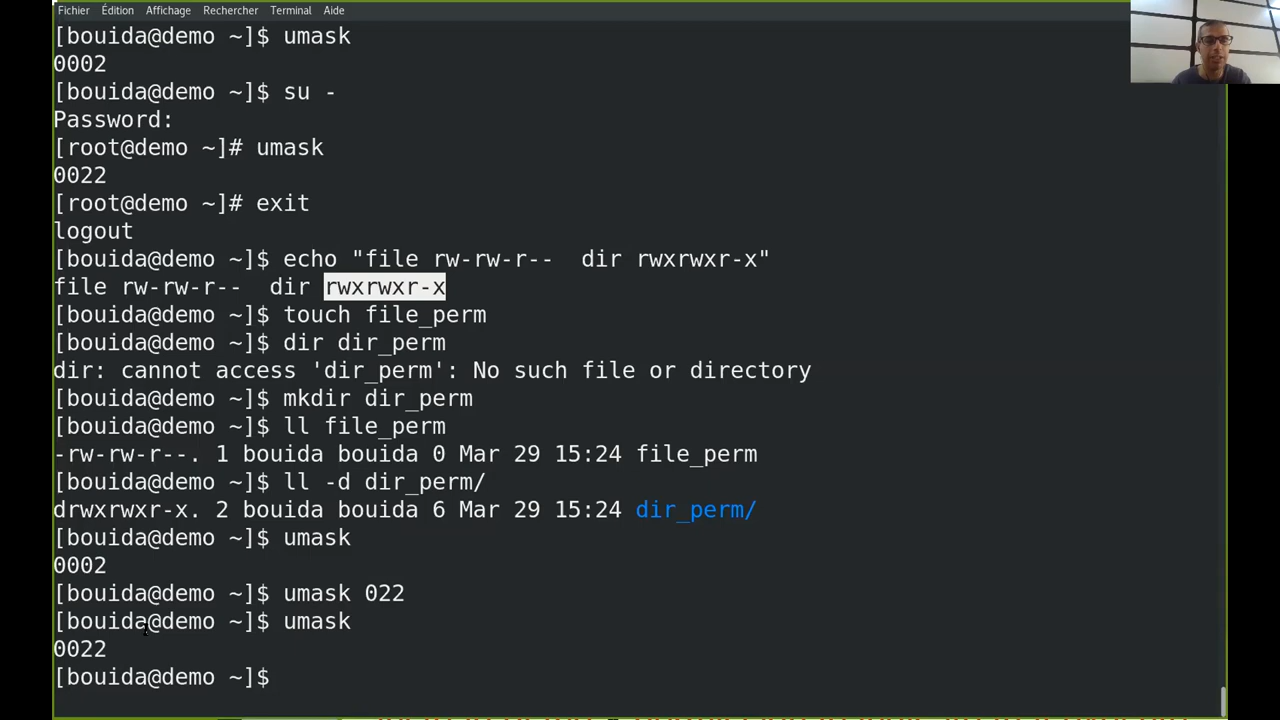 Fichier Édition Affichage Rechercher Terminal Aide
[bouida@demo ~]$ umask
0002
[bouida@demo ~]$ su -
Password:
[root@demo ~]# umask
0022
[root@demo ~]# exit
logout
[bouida@demo ~]$ echo "file rw-rw-r--  dir rwxrwxr-x"
file rw-rw-r--  dir rwxrwxr-x
[bouida@demo ~]$ touch file_perm
[bouida@demo ~]$ dir dir_perm
dir: cannot access 'dir_perm': No such file or directory
[bouida@demo ~]$ mkdir dir_perm
[bouida@demo ~]$ ll file_perm
-rw-rw-r--. 1 bouida bouida 0 Mar 29 15:24 file_perm
[bouida@demo ~]$ ll -d dir_perm/
drwxrwxr-x. 2 bouida bouida 6 Mar 29 15:24 dir_perm/
[bouida@demo ~]$ umask
0002
[bouida@demo ~]$ umask 022
[bouida@demo ~]$ umask
0022
[bouida@demo ~]$